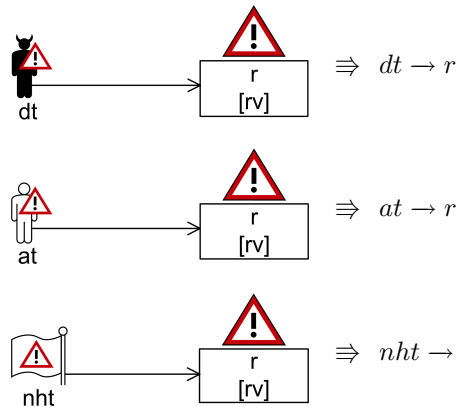 r
[rv]
dt
⇛ dt → r
r
[rv]
at
⇛ at → r
r
[rv]
nht
⇛ nht →